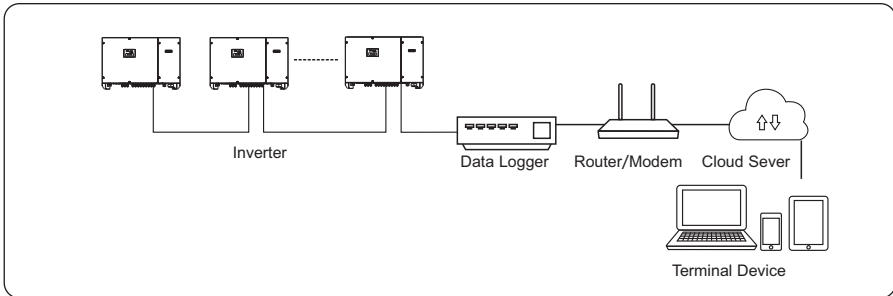 Inverter
Data Logger
Router/Modem
Cloud Sever
Terminal Device